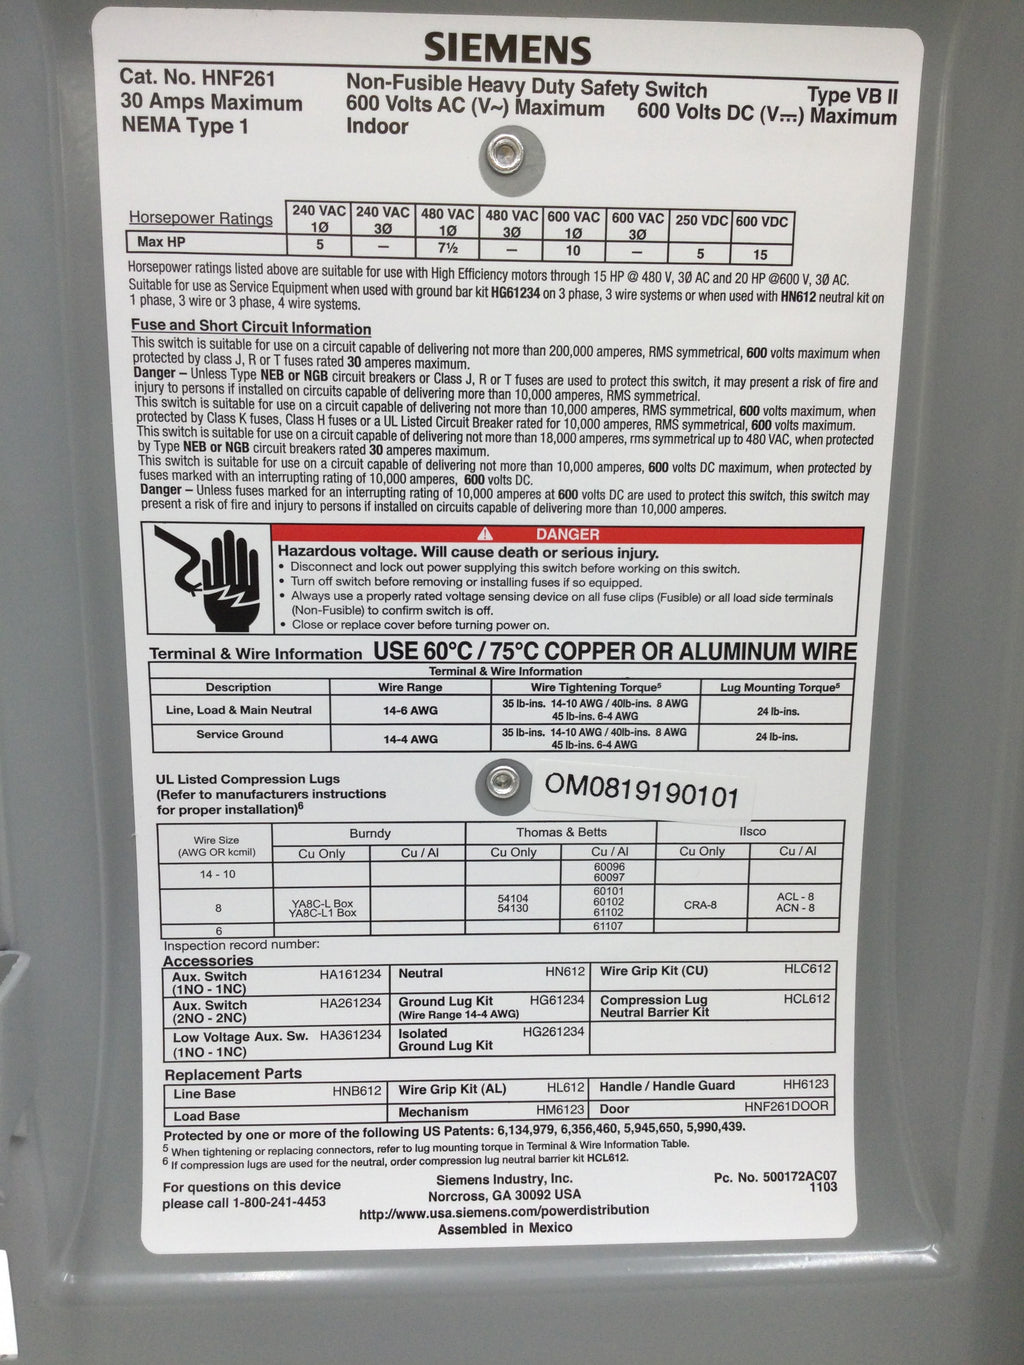 SIEMENS
Cat. No. HNF261
30 Amps Maximum
NEMA Type 1
Non-Fusible Heavy Duty Safety Switch
600 Volts AC (V~) Maximum
Indoor
Type VB II
600 Volts DC (V⎓) Maximum
Horsepower Ratings 240 VAC 1Ø 240 VAC 3Ø 480 VAC 1Ø 480 VAC 3Ø 600 VAC 1Ø 600 VAC 3Ø 250 VDC 600 VDC
Max HP 5 – 7½ – 10 – 5 15
Horsepower ratings listed above are suitable for use with High Efficiency motors through 15 HP @ 480 V, 3Ø AC and 20 HP @600 V, 3Ø AC.
Suitable for use as Service Equipment when used with ground bar kit HG61234 on 3 phase, 3 wire systems or when used with HN612 neutral kit on
1 phase, 3 wire or 3 phase, 4 wire systems.
Fuse and Short Circuit Information
This switch is suitable for use on a circuit capable of delivering not more than 200,000 amperes, RMS symmetrical, 600 volts maximum when
protected by class J, R or T fuses rated 30 amperes maximum.
Danger – Unless Type NEB or NGB circuit breakers or Class J, R or T fuses are used to protect this switch, it may present a risk of fire and
injury to persons if installed on circuits capable of delivering more than 10,000 amperes, RMS symmetrical.
This switch is suitable for use on a circuit capable of delivering not more than 10,000 amperes, RMS symmetrical, 600 volts maximum, when
protected by Class K fuses, Class H fuses or a UL Listed Circuit Breaker rated for 10,000 amperes, RMS symmetrical, 600 volts maximum.
This switch is suitable for use on a circuit capable of delivering not more than 18,000 amperes, rms symmetrical up to 480 VAC, when protected
by Type NEB or NGB circuit breakers rated 30 amperes maximum.
This switch is suitable for use on a circuit capable of delivering not more than 10,000 amperes, 600 volts DC maximum, when protected by
fuses marked with an interrupting rating of 10,000 amperes, 600 volts DC.
Danger – Unless fuses marked for an interrupting rating of 10,000 amperes at 600 volts DC are used to protect this switch, this switch may
present a risk of fire and injury to persons if installed on circuits capable of delivering more than 10,000 amperes.
DANGER
Hazardous voltage. Will cause death or serious injury.
• Disconnect and lock out power supplying this switch before working on this switch.
• Turn off switch before removing or installing fuses if so equipped.
• Always use a properly rated voltage sensing device on all fuse clips (Fusible) or all load side terminals
(Non-Fusible) to confirm switch is off.
• Close or replace cover before turning power on.
Terminal & Wire Information USE 60°C / 75°C COPPER OR ALUMINUM WIRE
Terminal & Wire Information
Description Wire Range Wire Tightening Torque⁵ Lug Mounting Torque⁵
Line, Load & Main Neutral 14-6 AWG 35 lb-ins. 14-10 AWG / 40lb-ins. 8 AWG
45 lb-ins. 6-4 AWG 24 lb-ins.
Service Ground 14-4 AWG 35 lb-ins. 14-10 AWG / 40lb-ins. 8 AWG
45 lb-ins. 6-4 AWG 24 lb-ins.
UL Listed Compression Lugs
(Refer to manufacturers instructions
for proper installation)⁶
OM0819190101
Wire Size
(AWG OR kcmil)
Burndy Thomas & Betts Ilsco
Cu Only Cu / Al Cu Only Cu / Al Cu Only Cu / Al
14 - 10 60096
60097
8 YA8C-L Box
YA8C-L1 Box
54104
54130
60101
60102
61102
CRA-8
ACL - 8
ACN - 8
6 61107
Inspection record number:
Accessories
Aux. Switch HA161234
(1NO - 1NC)
Neutral HN612
Wire Grip Kit (CU) HLC612
Aux. Switch HA261234
(2NO - 2NC)
Ground Lug Kit HG61234
(Wire Range 14-4 AWG)
Compression Lug HCL612
Neutral Barrier Kit
Low Voltage Aux. Sw. HA361234
(1NO - 1NC)
Isolated HG261234
Ground Lug Kit
Replacement Parts
Line Base HNB612 Wire Grip Kit (AL) HL612 Handle / Handle Guard HH6123
Load Base Mechanism HM6123 Door HNF261DOOR
Protected by one or more of the following US Patents: 6,134,979, 6,356,460, 5,945,650, 5,990,439.
⁵ When tightening or replacing connectors, refer to lug mounting torque in Terminal & Wire Information Table.
⁶ If compression lugs are used for the neutral, order compression lug neutral barrier kit HCL612.
For questions on this device
please call 1-800-241-4453
Siemens Industry, Inc.
Norcross, GA 30092 USA
http://www.usa.siemens.com/powerdistribution
Assembled in Mexico
Pc. No. 500172AC07
1103